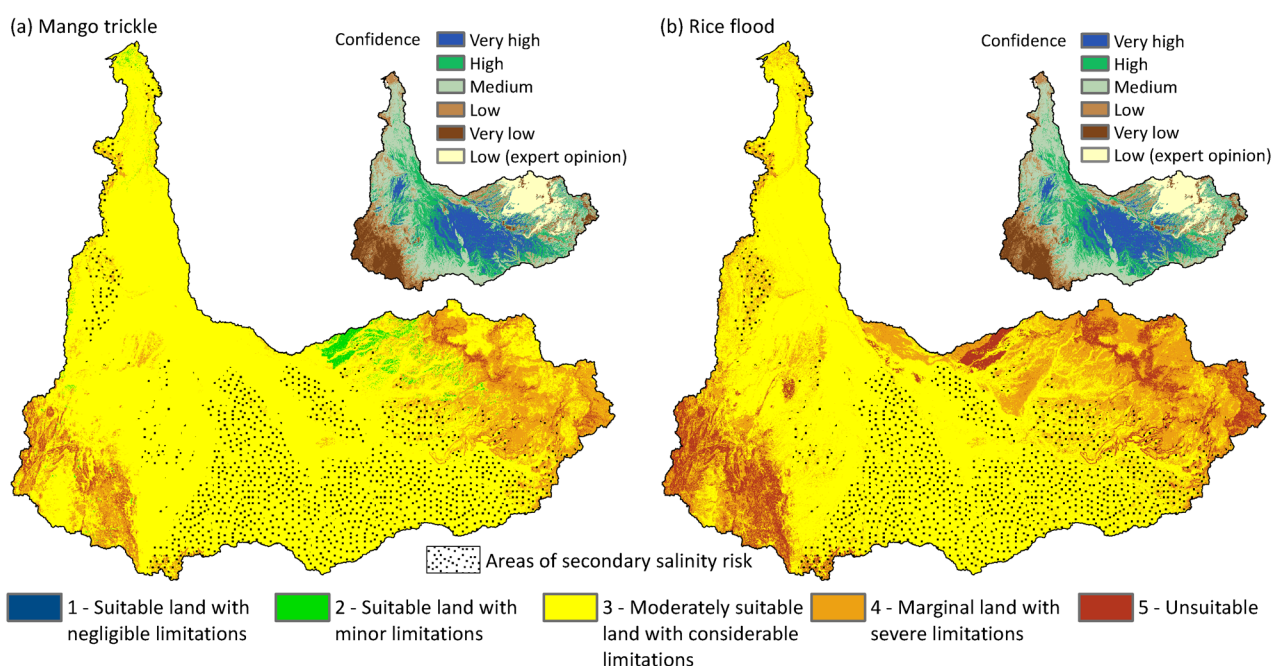 (a) Mango trickle
Confidence
Very high
High
Medium
Low
Very low
Low (expert opinion)
(b) Rice flood
Confidence
Very high
High
Medium
Low
Very low
Low (expert opinion)
Areas of secondary salinity risk
1 - Suitable land with
negligible limitations
2 - Suitable land with
minor limitations
3 - Moderately suitable
land with considerable
limitations
4 - Marginal land with
severe limitations
5 - Unsuitable